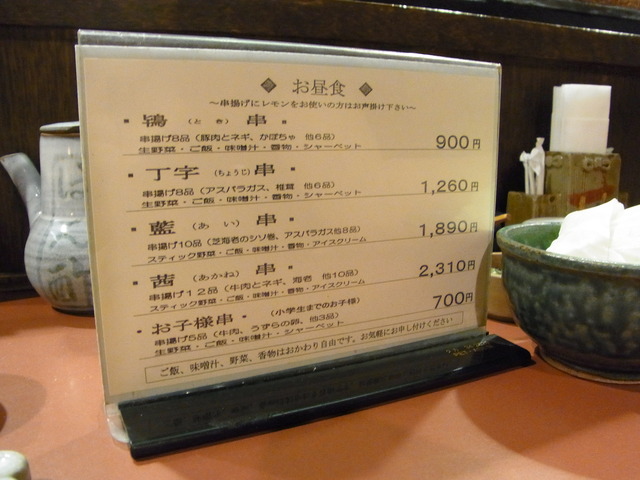 ◆ お昼食 ◆
～串揚げにレモンをお使いの方はお声掛け下さい～
・鴇（とき）串・
串揚げ8品（豚肉とネギ、かぼちゃ 他6品）
生野菜・ご飯・味噌汁・香物・シャーベット 900円
・丁字（ちょうじ）串・
串揚げ8品（アスパラガス、椎茸 他6品）
生野菜・ご飯・味噌汁・香物・シャーベット 1,260円
・藍（あい）串・
串揚げ10品（芝海老のシソ巻、アスパラガス他8品）
スティック野菜・ご飯・味噌汁・香物・アイスクリーム 1,890円
・茜（あかね）串・
串揚げ12品（牛肉とネギ、海老 他10品）
スティック野菜・ご飯・味噌汁・香物・アイスクリーム 2,310円
・お子様串・（小学生までのお子様）
串揚げ5品（牛肉、うずらの卵、他3品）
生野菜・ご飯・味噌汁・香物・シャーベット 700円
ご飯、味噌汁、野菜、香物はおかわり自由です。お気軽にお申し付けください